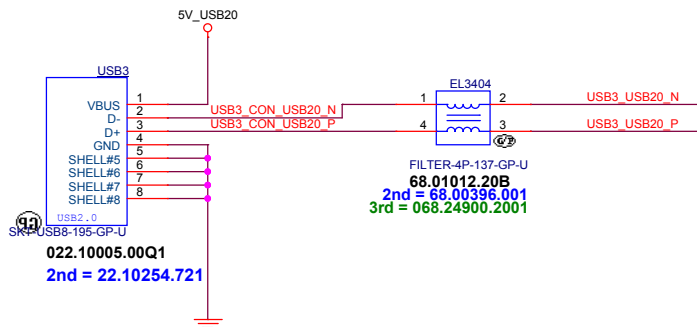 5V_USB20
USB3
VBUS 1
D- 2
D+ 3
GND 4
SHELL#5 5
SHELL#6 6
SHELL#7 7
SHELL#8 8
USB2.0
SKT-USB8-195-GP-U
022.10005.00Q1
2nd = 22.10254.721
USB3_CON_USB20_N
USB3_CON_USB20_P
EL3404
1 2
4 3
USB3_USB20_N
USB3_USB20_P
FILTER-4P-137-GP-U
68.01012.20B
2nd = 68.00396.001
3rd = 068.24900.2001